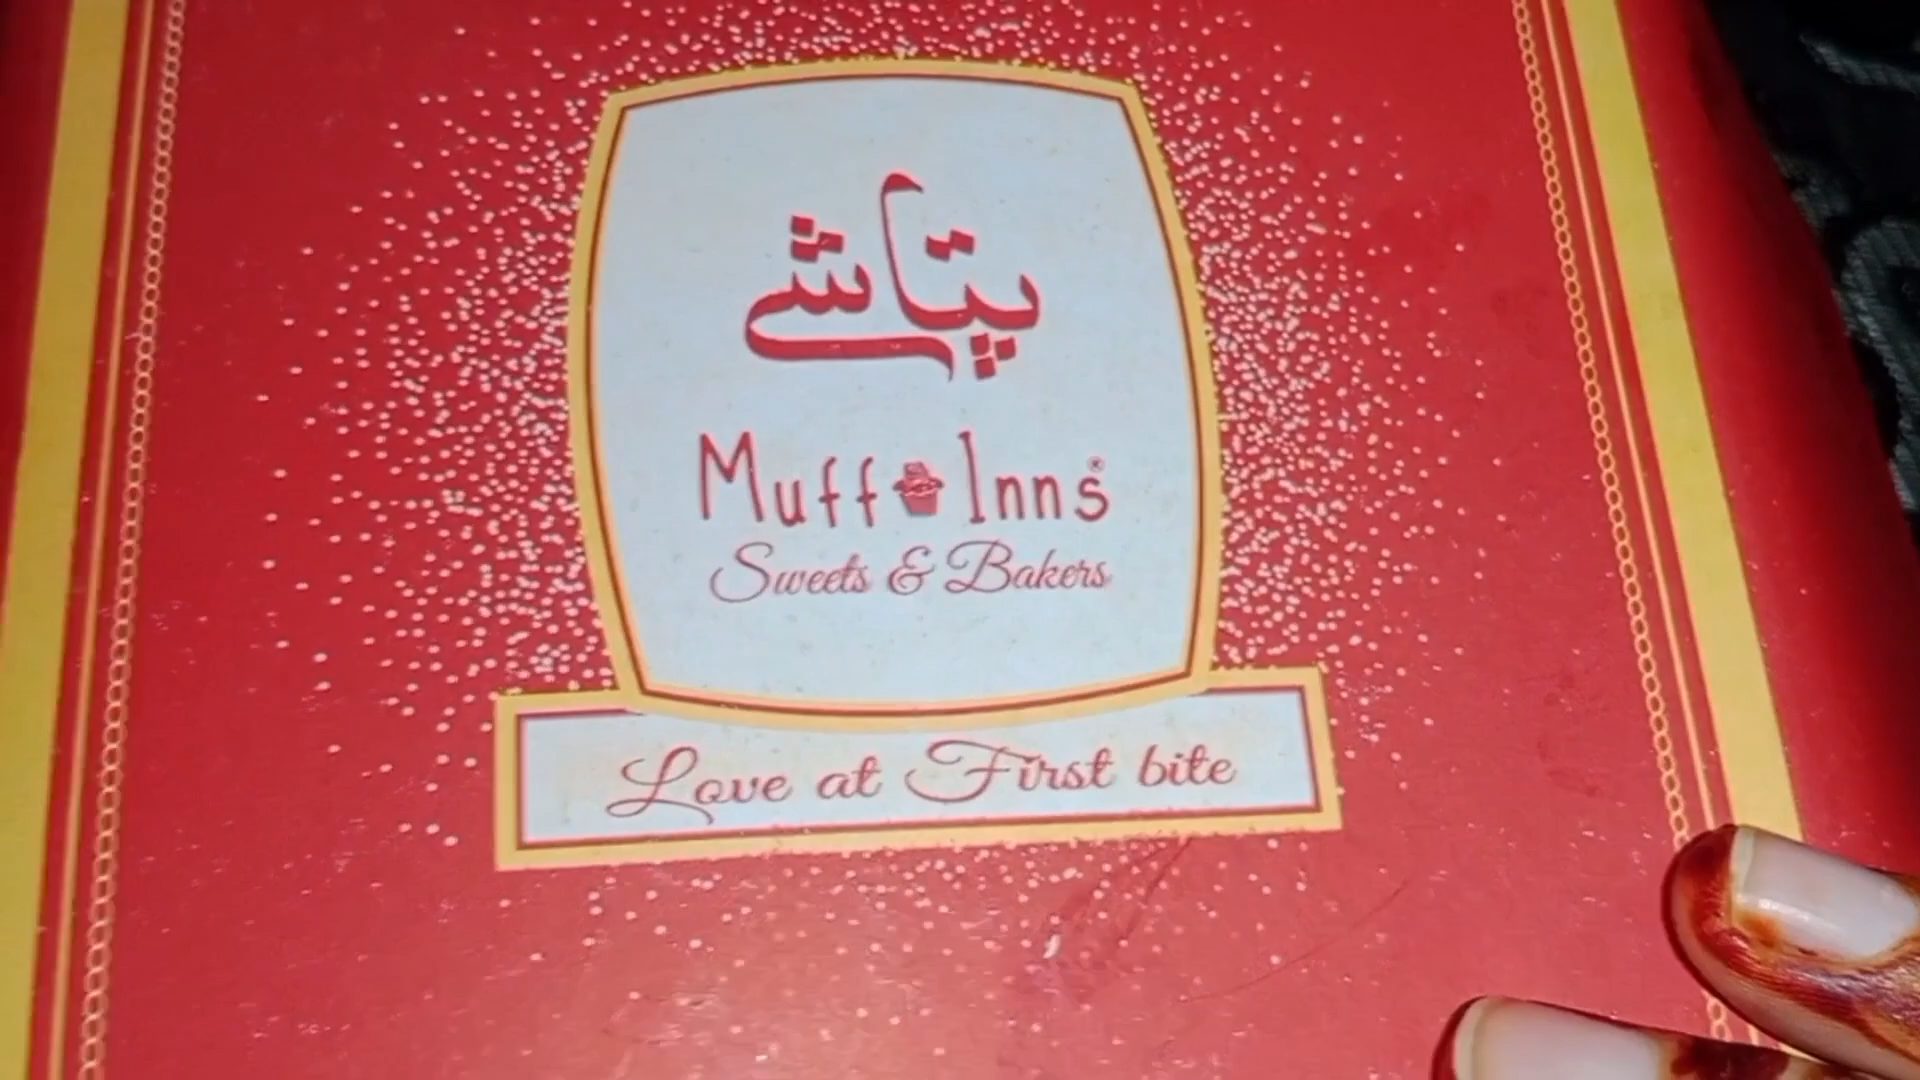 پتاشے
Muff Inns®
Sweets & Bakers
Love at First bite